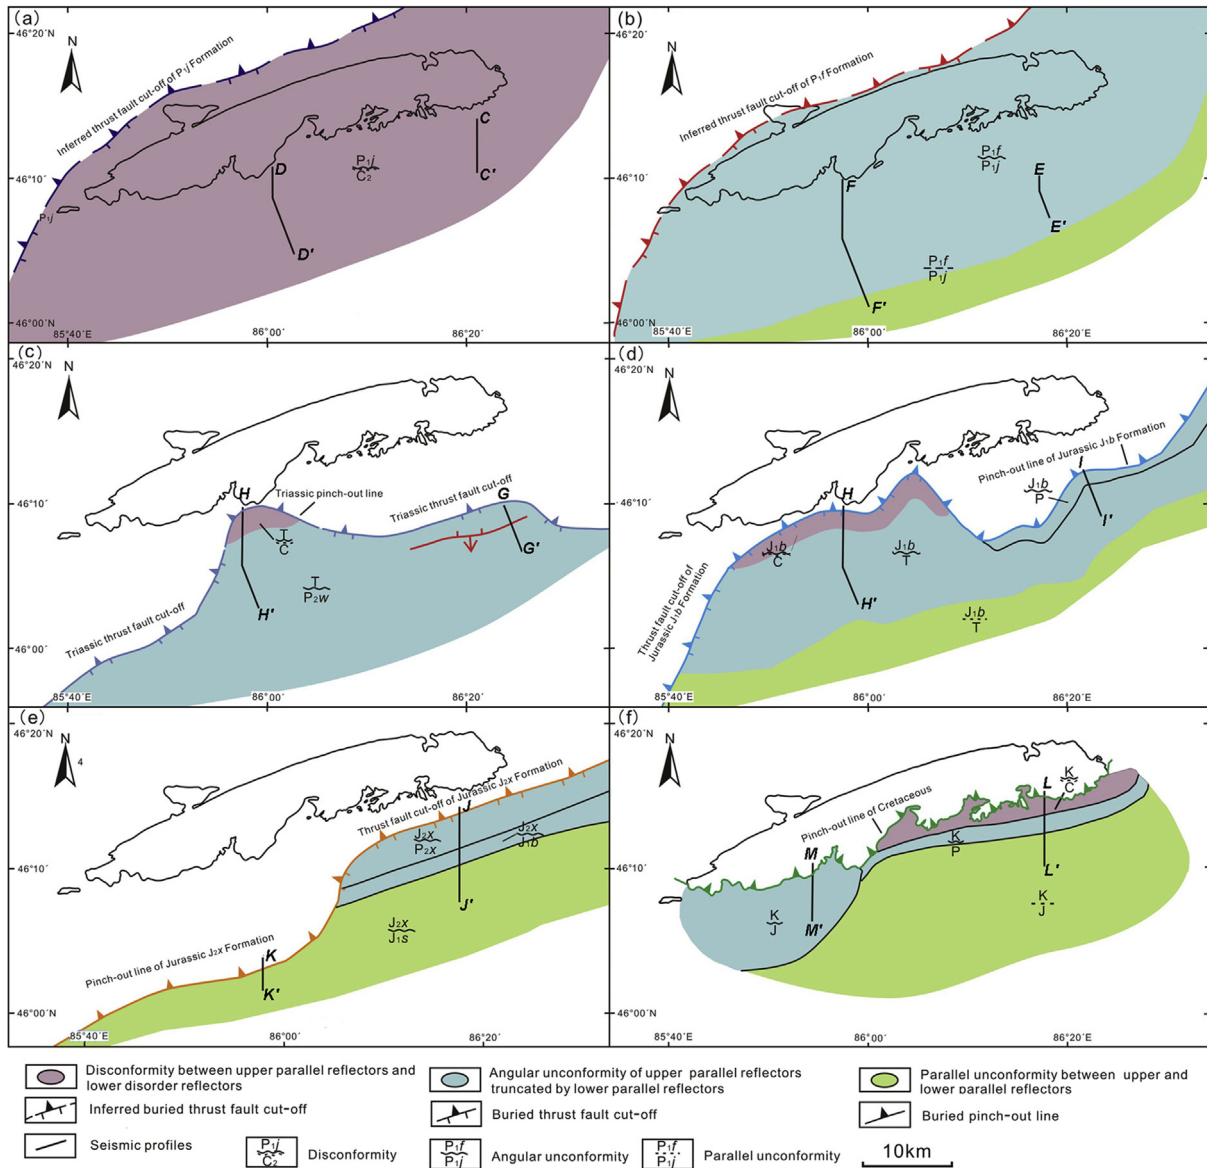 (a)
46°20´N
N
Inferred thrust fault cut-off of P₁j Formation
C
D
P₁j
C₂
C'
46°10´
P₁j
D'
46°00´N
85°40´E
86°00´
86°20´
(b)
46°20´N
N
Inferred thrust fault cut-off of P₁f Formation
P₁f
P₁j
E
F
46°10´
E'
P₁f
P₁j
F'
46°00´N
85°40´E
86°00´
86°20´
(c)
46°20´N
N
H
Triassic pinch-out line
Triassic thrust fault cut-off
G
46°10´
T
C
G'
T
P₂w
H'
Triassic thrust fault cut-off
46°00´
85°40´E
86°00´
86°20´
(d)
46°20´N
N
I
Pinch-out line of Jurassic J₁b Formation
H
J₁b
P
46°10´
I'
J₁b
C
J₁b
T
H'
J₁b
T
Thrust fault cut-off of
Jurassic J₁b Formation
46°00´
85°40´E
86°00´
86°20´
(e)
46°20´N
N
4
Thrust fault cut-off of Jurassic J₂x Formation
J
J₂x
P₂x
J₂x
J₁b
46°10´
J'
J₂x
J₁s
Pinch-out line of Jurassic J₂x Formation
K
K'
46°00´
85°40´E
86°00´
86°20´
(f)
46°20´N
N
K
C
L
Pinch-out line of Cretaceous
K
P
M
46°10´
L'
K
J
M'
K
J
46°00´N
85°40´E
86°00´
86°20´
Disconformity between upper parallel reflectors and
lower disorder reflectors
Angular unconformity of upper parallel reflectors
truncated by lower parallel reflectors
Parallel unconformity between upper and
lower parallel reflectors
Inferred buried thrust fault cut-off
Buried thrust fault cut-off
Buried pinch-out line
Seismic profiles
P₁j
C₂
Disconformity
P₁f
P₁j
Angular unconformity
P₁f
P₁j
Parallel unconformity
10km